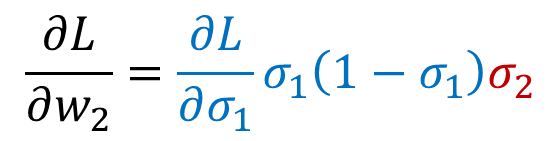 ∂L/∂w₂ = ∂L/∂σ₁ σ₁(1 − σ₁)σ₂